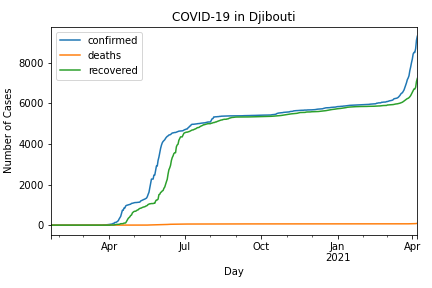 COVID-19 in Djibouti
confirmed
deaths
recovered
Number of Cases
8000
6000
4000
2000
0
Apr
Jul
Oct
Jan
2021
Apr
Day